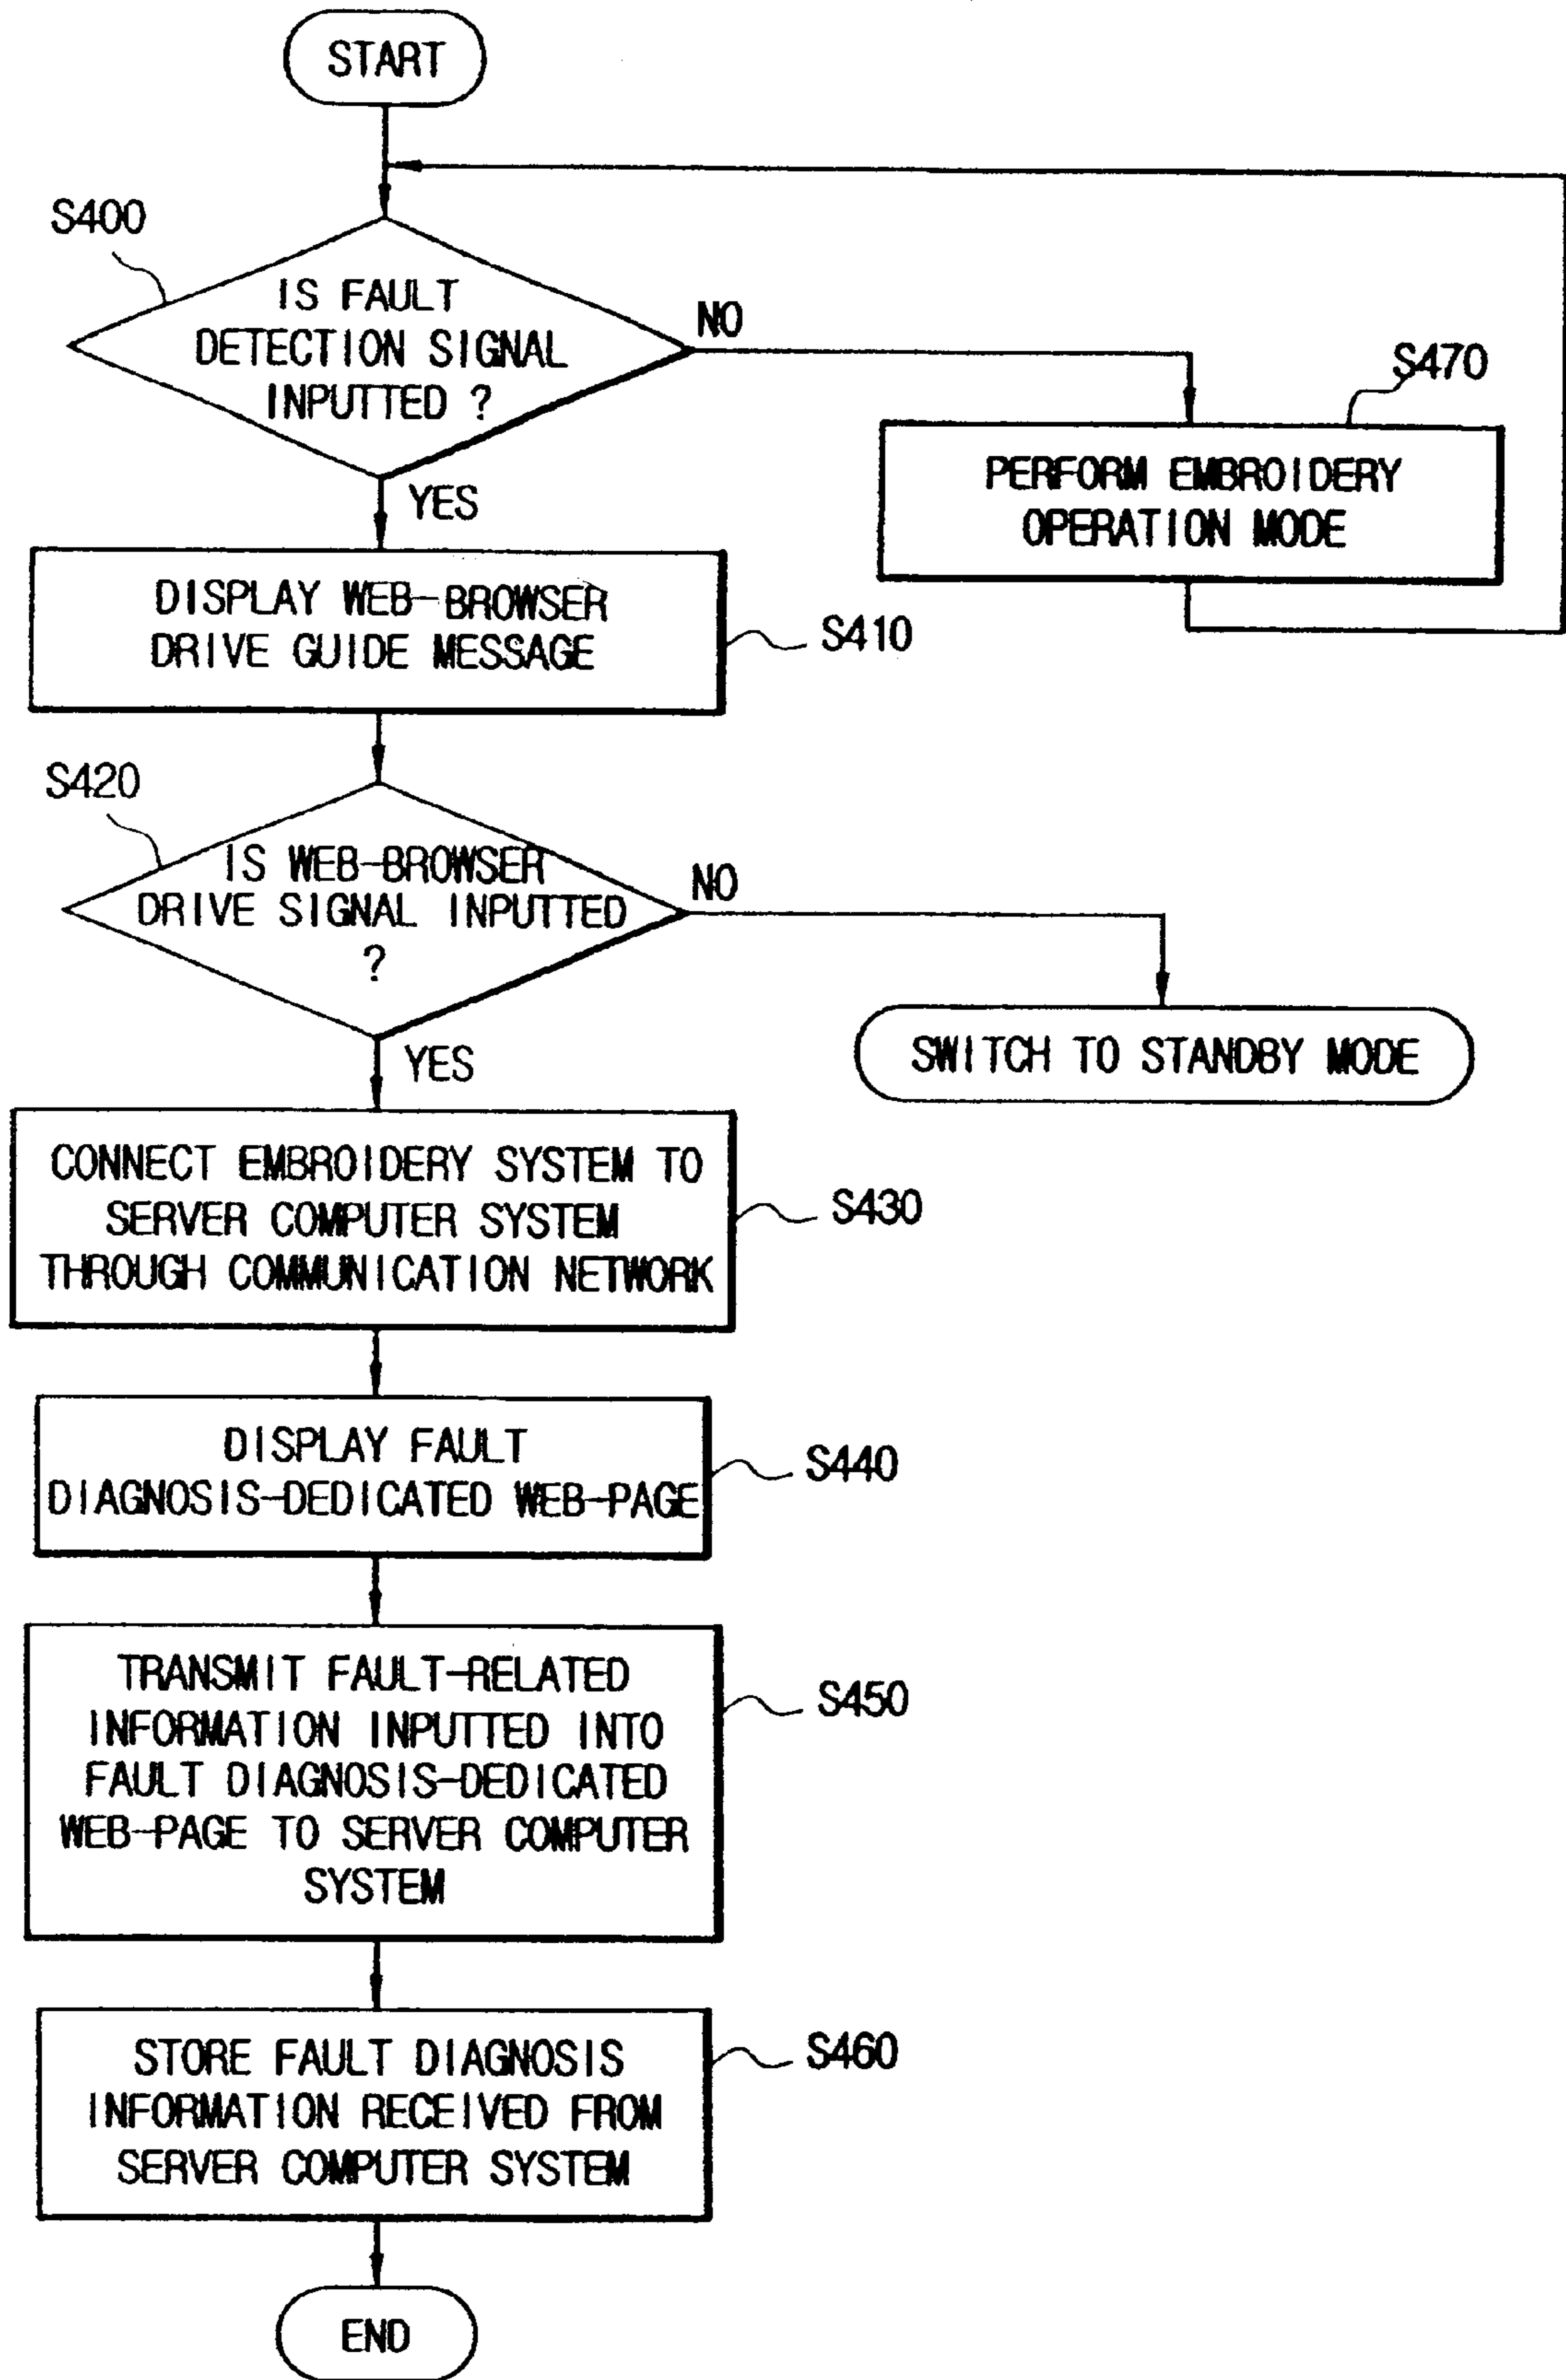 START
S400
IS FAULT
DETECTION SIGNAL
INPUTTED ?
NO
S470
PERFORM EMBROIDERY
OPERATION MODE
YES
DISPLAY WEB-BROWSER
DRIVE GUIDE MESSAGE
S410
S420
IS WEB-BROWSER
DRIVE SIGNAL INPUTTED
?
NO
SWITCH TO STANDBY MODE
YES
CONNECT EMBROIDERY SYSTEM TO
SERVER COMPUTER SYSTEM
THROUGH COMMUNICATION NETWORK
S430
DISPLAY FAULT
DIAGNOSIS-DEDICATED WEB-PAGE
S440
TRANSMIT FAULT-RELATED
INFORMATION INPUTTED INTO
FAULT DIAGNOSIS-DEDICATED
WEB-PAGE TO SERVER COMPUTER
SYSTEM
S450
STORE FAULT DIAGNOSIS
INFORMATION RECEIVED FROM
SERVER COMPUTER SYSTEM
S460
END